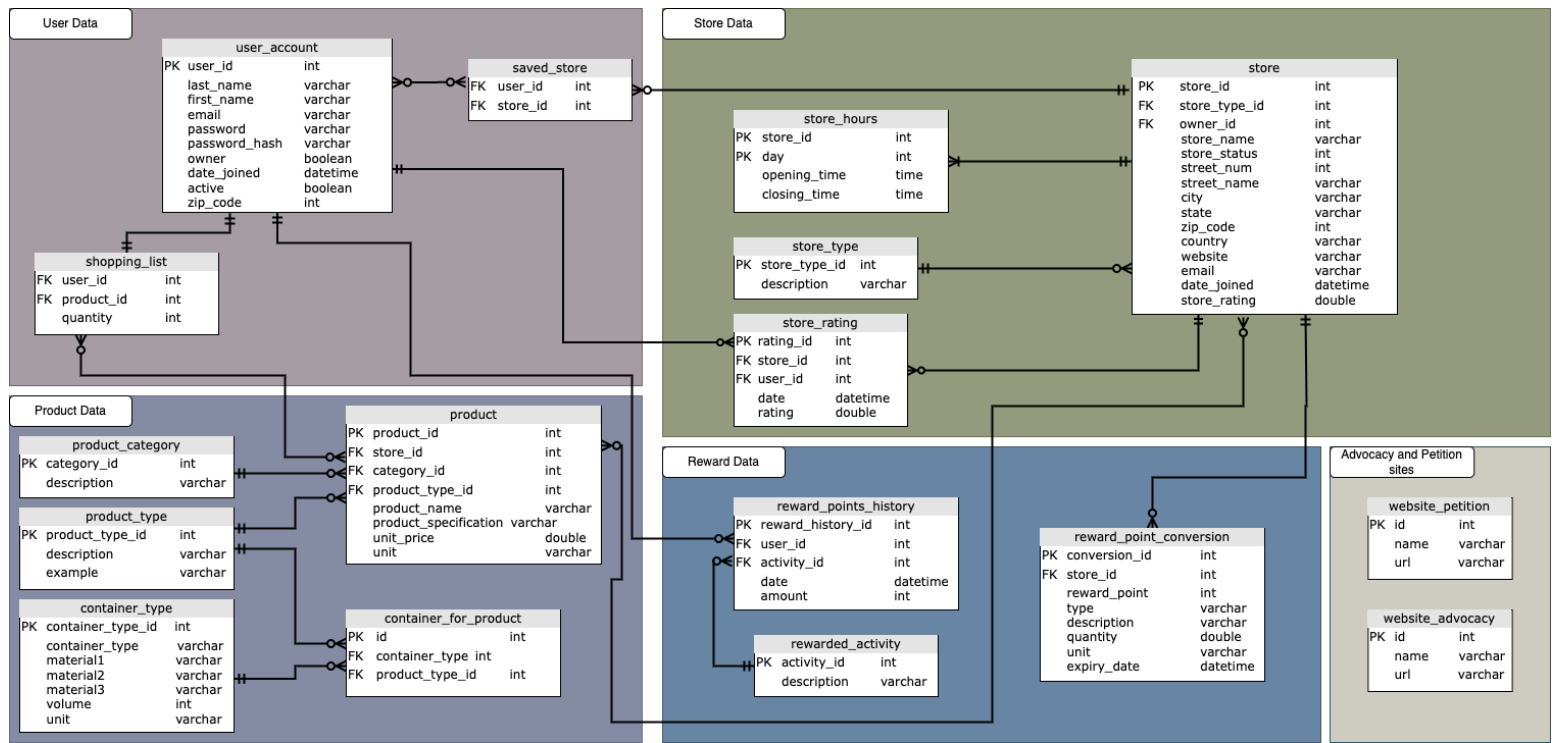 User Data
user_account
PK user_id int
last_name varchar
first_name varchar
email varchar
password varchar
password_hash varchar
owner boolean
date_joined datetime
active boolean
zip_code int
saved_store
FK user_id int
FK store_id int
shopping_list
FK user_id int
FK product_id int
quantity int
Store Data
store
PK store_id int
FK store_type_id int
FK owner_id int
store_name varchar
store_status int
street_num int
street_name varchar
city varchar
state varchar
zip_code int
country varchar
website varchar
email varchar
date_joined datetime
store_rating double
store_hours
PK store_id int
PK day int
opening_time time
closing_time time
store_type
PK store_type_id int
description varchar
store_rating
PK rating_id int
FK store_id int
FK user_id int
date datetime
rating double
Product Data
product_category
PK category_id int
description varchar
product_type
PK product_type_id int
description varchar
example varchar
container_type
PK container_type_id int
container_type varchar
material1 varchar
material2 varchar
material3 varchar
volume int
unit varchar
product
PK product_id int
FK store_id int
FK category_id int
FK product_type_id int
product_name varchar
product_specification varchar
unit_price double
unit varchar
container_for_product
PK id int
FK container_type int
FK product_type_id int
Reward Data
reward_points_history
PK reward_history_id int
FK user_id int
FK activity_id int
date datetime
amount int
rewarded_activity
PK activity_id int
description varchar
reward_point_conversion
PK conversion_id int
FK store_id int
reward_point int
type varchar
description varchar
quantity double
unit varchar
expiry_date datetime
Advocacy and Petition
sites
website_petition
PK id int
name varchar
url varchar
website_advocacy
PK id int
name varchar
url varchar